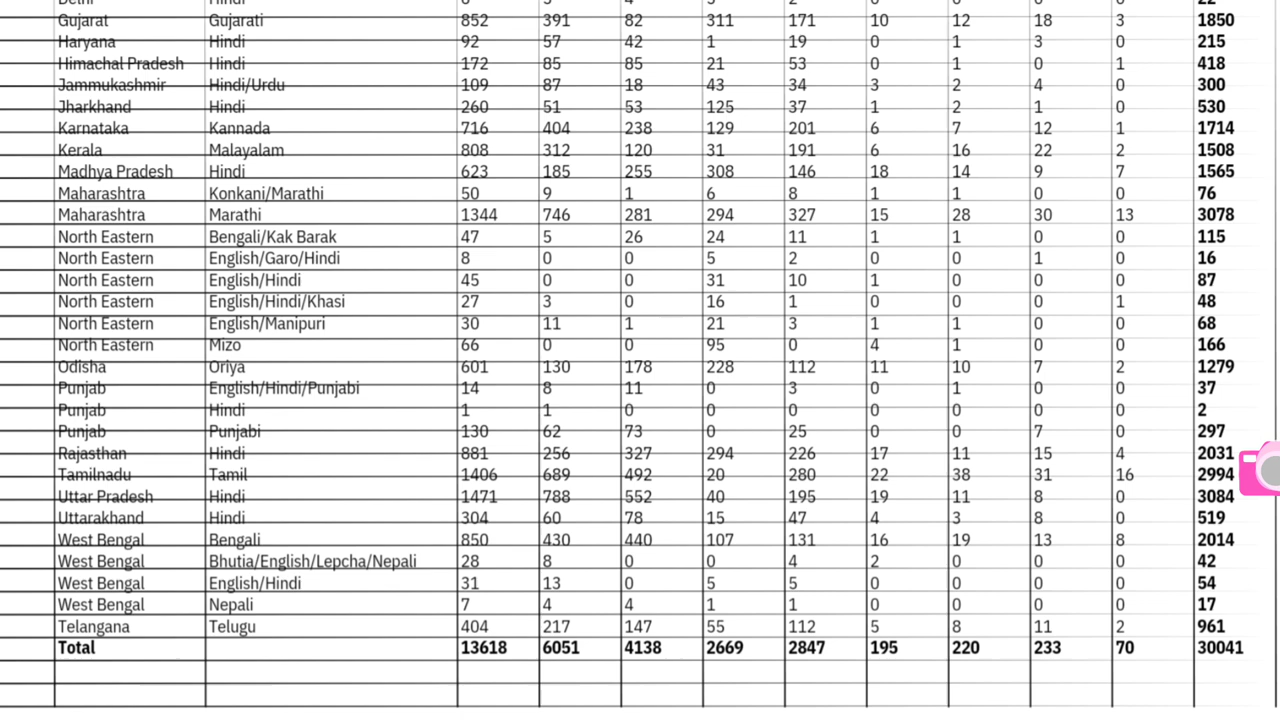 Gujarat Gujarati 852 391 82 311 171 10 12 18 3 1850
Haryana Hindi 92 57 42 1 19 0 1 3 0 215
Himachal Pradesh Hindi 172 85 85 21 53 0 1 0 1 418
Jammukashmir Hindi/Urdu 109 87 18 43 34 3 2 4 0 300
Jharkhand Hindi 260 51 53 125 37 1 2 1 0 530
Karnataka Kannada 716 404 238 129 201 6 7 12 1 1714
Kerala Malayalam 808 312 120 31 191 6 16 22 2 1508
Madhya Pradesh Hindi 623 185 255 308 146 18 14 9 7 1565
Maharashtra Konkani/Marathi 50 9 1 6 8 1 1 0 0 76
Maharashtra Marathi 1344 746 281 294 327 15 28 30 13 3078
North Eastern Bengali/Kak Barak 47 5 26 24 11 1 1 0 0 115
North Eastern English/Garo/Hindi 8 0 0 5 2 0 0 1 0 16
North Eastern English/Hindi 45 0 0 31 10 1 0 0 0 87
North Eastern English/Hindi/Khasi 27 3 0 16 1 0 0 0 1 48
North Eastern English/Manipuri 30 11 1 21 3 1 1 0 0 68
North Eastern Mizo 66 0 0 95 0 4 1 0 0 166
Odisha Oriya 601 130 178 228 112 11 10 7 2 1279
Punjab English/Hindi/Punjabi 14 8 11 0 3 0 1 0 0 37
Punjab Hindi 1 1 0 0 0 0 0 0 0 2
Punjab Punjabi 130 62 73 0 25 0 0 7 0 297
Rajasthan Hindi 881 256 327 294 226 17 11 15 4 2031
Tamilnadu Tamil 1406 689 492 20 280 22 38 31 16 2994
Uttar Pradesh Hindi 1471 788 552 40 195 19 11 8 0 3084
Uttarakhand Hindi 304 60 78 15 47 4 3 8 0 519
West Bengal Bengali 850 430 440 107 131 16 19 13 8 2014
West Bengal Bhutia/English/Lepcha/Nepali 28 8 0 0 4 2 0 0 0 42
West Bengal English/Hindi 31 13 0 5 5 0 0 0 0 54
West Bengal Nepali 7 4 4 1 1 0 0 0 0 17
Telangana Telugu 404 217 147 55 112 5 8 11 2 961
Total 13618 6051 4138 2669 2847 195 220 233 70 30041